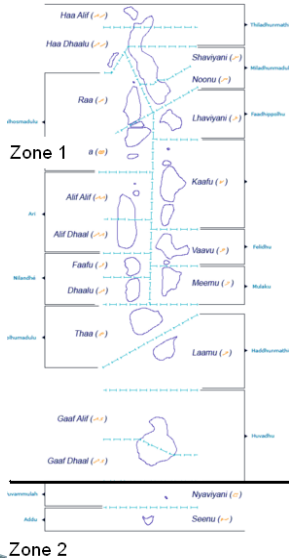 Haa Alif
Thiladhunmathi
Haa Dhaalu
Shaviyani
Miladhunmadulu
Noonu
Raa
Lhaviyani
Faadhippolhu
Zone 1
Kaafu
Alif Alif
Ari
Alif Dhaal
Vaavu
Felidhu
Faafu
Nilandhé
Meemu
Mulaku
Dhaalu
Thaa
Laamu
Haddhunmathi
Gaaf Alif
Huvadhu
Gaaf Dhaal
Nyaviyani
Addu
Seenu
Zone 2